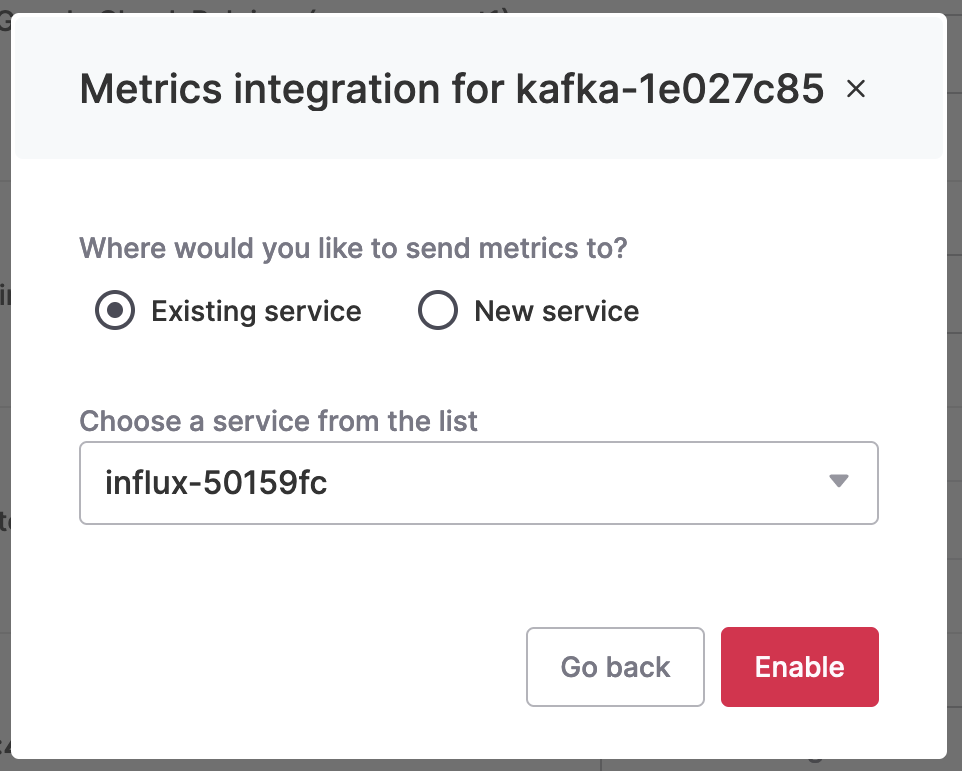 Metrics integration for kafka-1e027c85
Where would you like to send metrics to?
Existing service New service
Choose a service from the list
influx-50159fc
Go back Enable